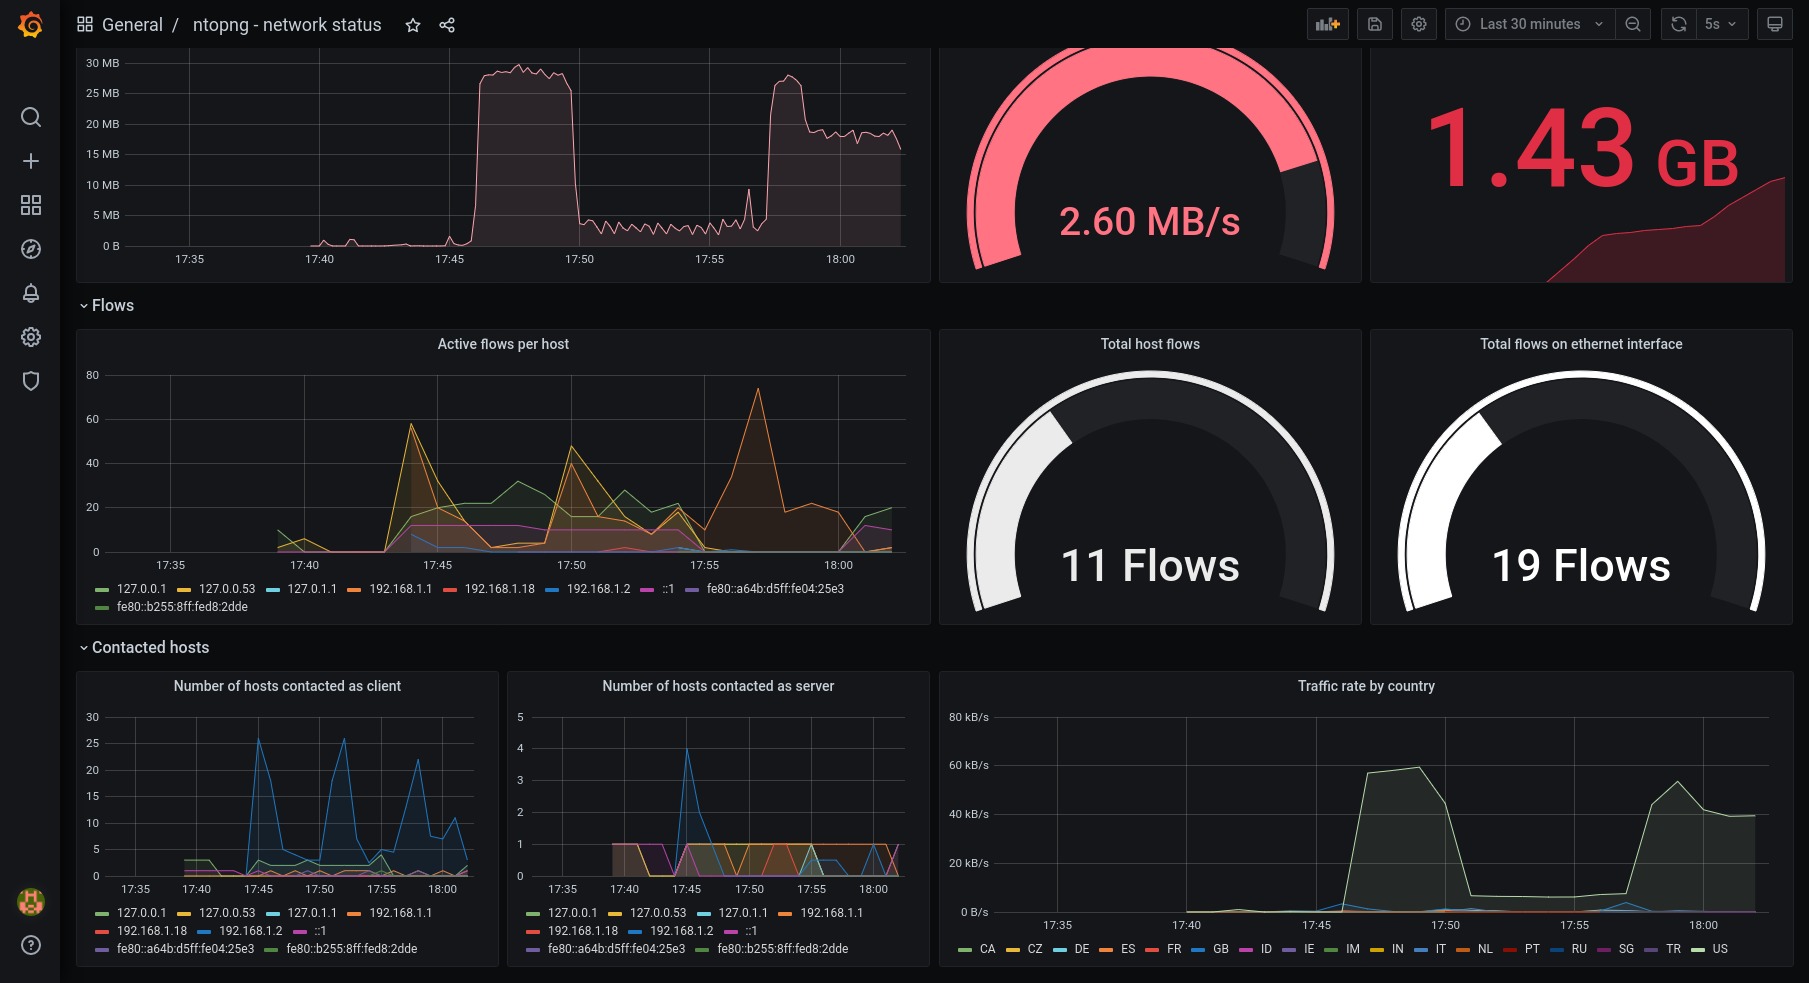 General / ntopng - network status
Last 30 minutes
5s
30 MB
25 MB
20 MB
15 MB
10 MB
5 MB
0 B
17:35 17:40 17:45 17:50 17:55 18:00
2.60 MB/s
1.43 GB
Flows
Active flows per host
80
60
40
20
0
17:35 17:40 17:45 17:50 17:55 18:00
127.0.0.1 127.0.0.53 127.0.1.1 192.168.1.1 192.168.1.18 192.168.1.2 ::1 fe80::a64b:d5ff:fe04:25e3
fe80::b255:8ff:fed8:2dde
Total host flows
11 Flows
Total flows on ethernet interface
19 Flows
Contacted hosts
Number of hosts contacted as client
30
25
20
15
10
5
0
17:35 17:40 17:45 17:50 17:55 18:00
127.0.0.1 127.0.0.53 127.0.1.1 192.168.1.1
192.168.1.18 192.168.1.2 ::1
fe80::a64b:d5ff:fe04:25e3 fe80::b255:8ff:fed8:2dde
Number of hosts contacted as server
5
4
3
2
1
0
17:35 17:40 17:45 17:50 17:55 18:00
127.0.0.1 127.0.0.53 127.0.1.1 192.168.1.1
192.168.1.18 192.168.1.2 ::1
fe80::a64b:d5ff:fe04:25e3 fe80::b255:8ff:fed8:2dde
Traffic rate by country
80 kB/s
60 kB/s
40 kB/s
20 kB/s
0 B/s
17:35 17:40 17:45 17:50 17:55 18:00
CA CZ DE ES FR GB ID IE IM IN IT NL PT RU SG TR US